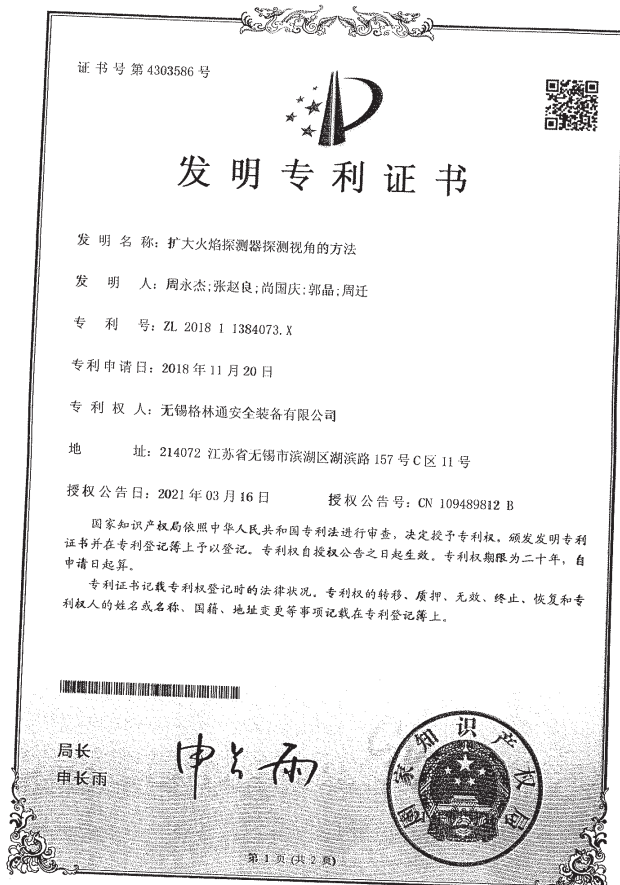 证书号第4303586号
发明专利证书
发明名称：扩大火焰探测器探测视角的方法
发明人：周永杰;张赵良;尚国庆;郭晶;周迁
专利号：ZL 2018 1 1384073.X
专利申请日：2018年11月20日
专利权人：无锡格林通安全装备有限公司
地址：214072 江苏省无锡市滨湖区湖滨路157号C区11号
授权公告日：2021年03月16日 授权公告号：CN 109489812 B
国家知识产权局依照中华人民共和国专利法进行审查，决定授予专利权，颁发发明专利
证书并在专利登记簿上予以登记。专利权自授权公告之日起生效。专利权期限为二十年，自
申请日起算。
专利证书记载专利权登记时的法律状况。专利权的转移、质押、无效、终止、恢复和专
利权人的姓名或名称、国籍、地址变更等事项记载在专利登记簿上。
局长
申长雨
申长雨
国家知识产权局
第1页(共2页)